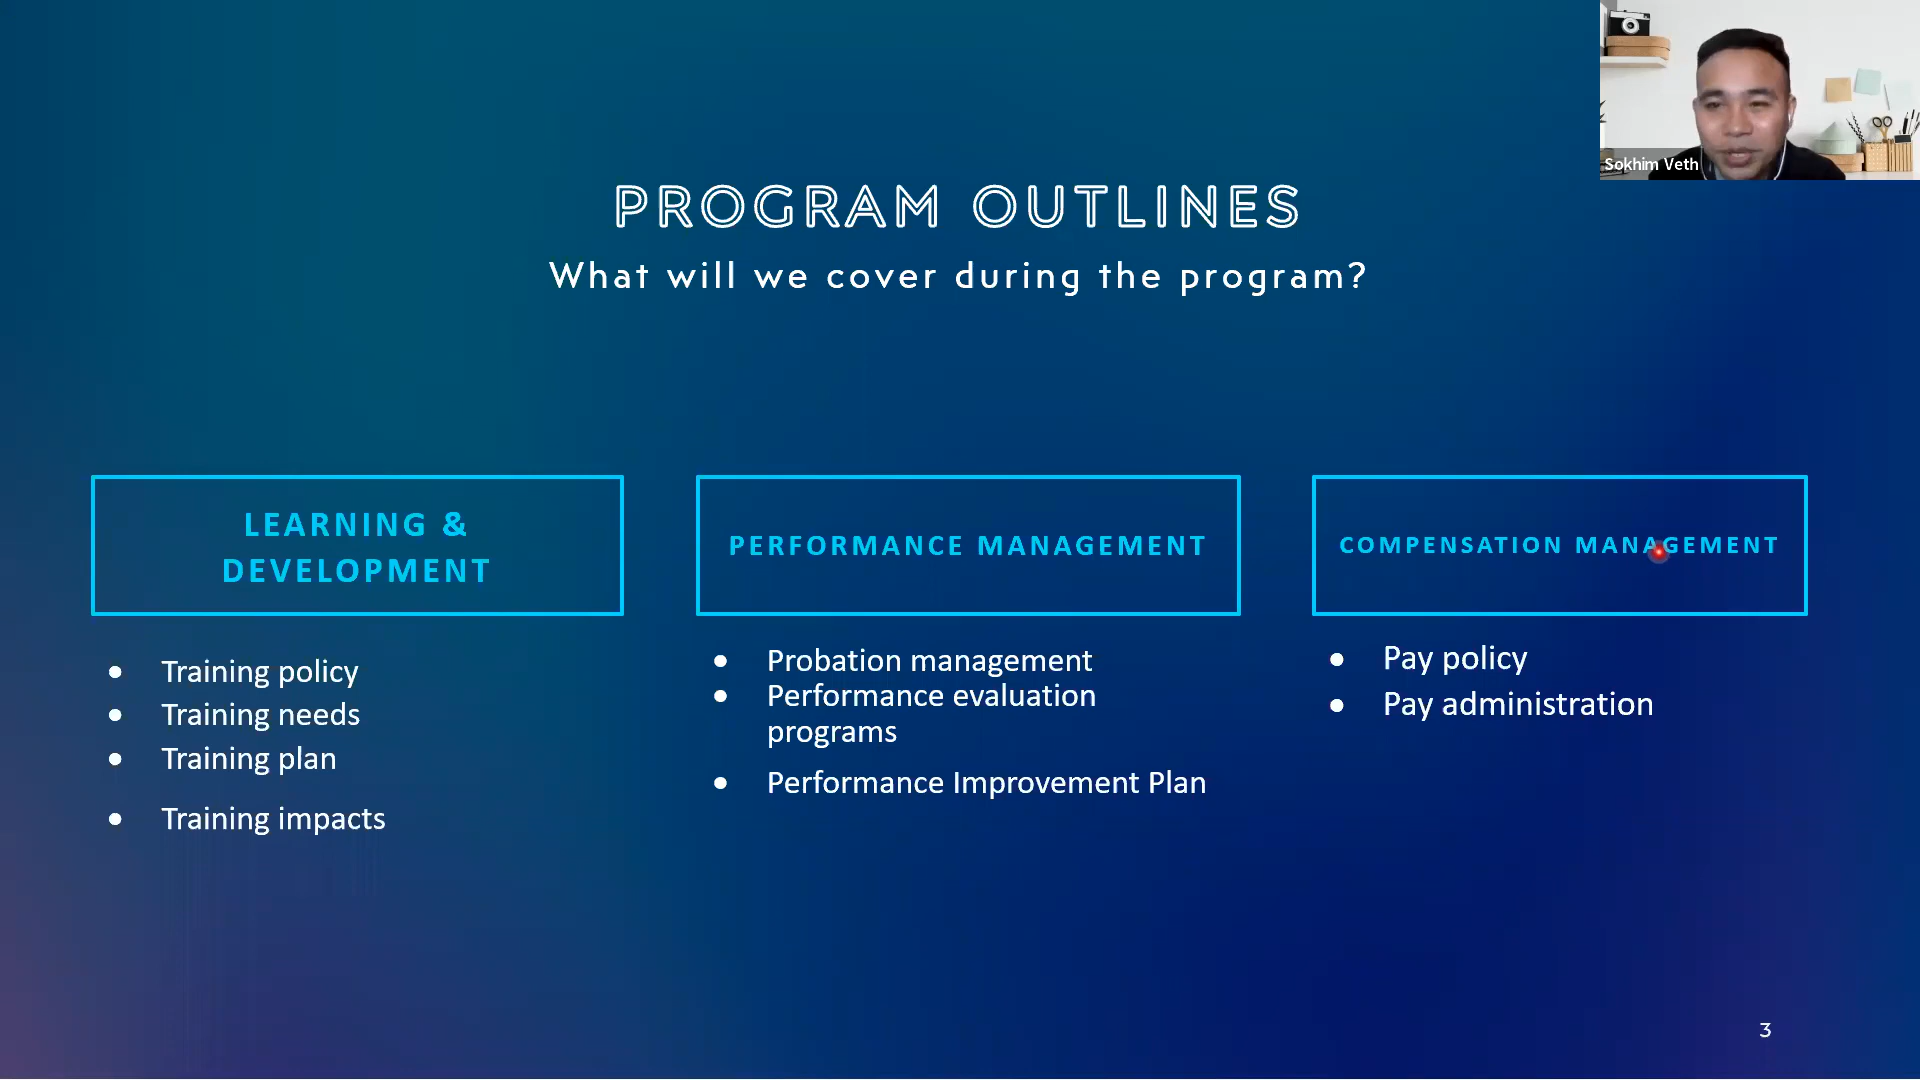 Sokhim Veth
PROGRAM OUTLINES
What will we cover during the program?
LEARNING &
DEVELOPMENT
• Training policy
• Training needs
• Training plan
• Training impacts
PERFORMANCE MANAGEMENT
• Probation management
• Performance evaluation
programs
• Performance Improvement Plan
COMPENSATION MANAGEMENT
• Pay policy
• Pay administration
3